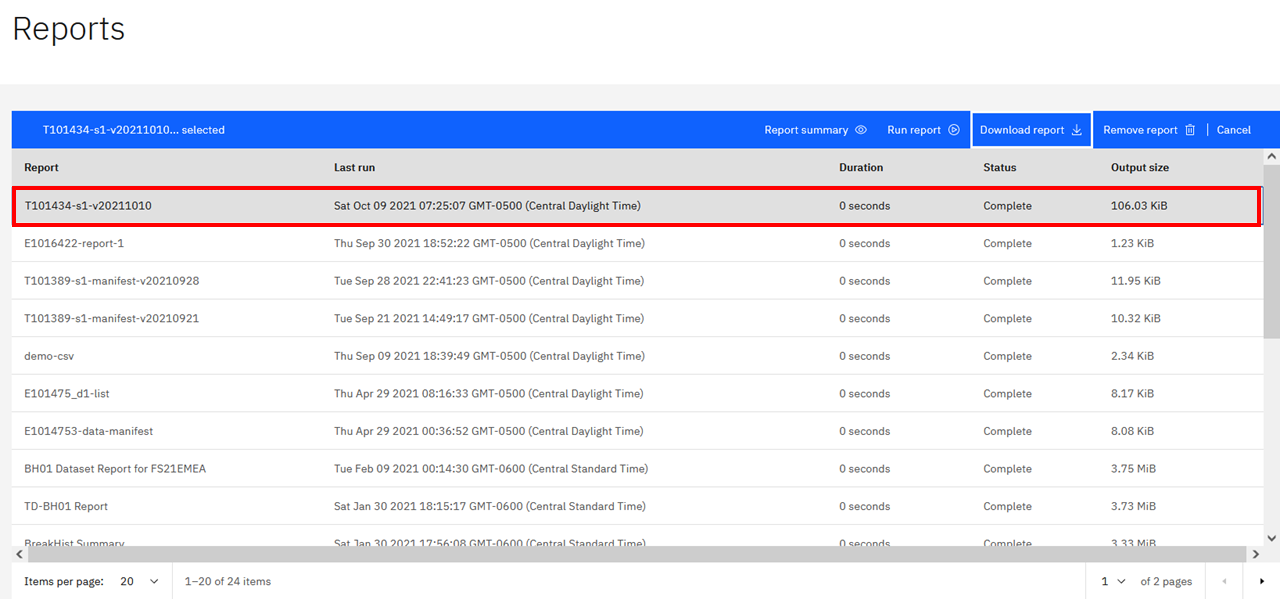 Reports
T101434-s1-v20211010... selected Report summary Run report Download report Remove report Cancel
Report Last run Duration Status Output size
T101434-s1-v20211010 Sat Oct 09 2021 07:25:07 GMT-0500 (Central Daylight Time) 0 seconds Complete 106.03 KiB
E1016422-report-1 Thu Sep 30 2021 18:52:22 GMT-0500 (Central Daylight Time) 0 seconds Complete 1.23 KiB
T101389-s1-manifest-v20210928 Tue Sep 28 2021 22:41:23 GMT-0500 (Central Daylight Time) 0 seconds Complete 11.95 KiB
T101389-s1-manifest-v20210921 Tue Sep 21 2021 14:49:17 GMT-0500 (Central Daylight Time) 0 seconds Complete 10.32 KiB
demo-csv Thu Sep 09 2021 18:39:49 GMT-0500 (Central Daylight Time) 0 seconds Complete 2.34 KiB
E101475_d1-list Thu Apr 29 2021 08:16:33 GMT-0500 (Central Daylight Time) 0 seconds Complete 8.17 KiB
E1014753-data-manifest Thu Apr 29 2021 00:36:52 GMT-0500 (Central Daylight Time) 0 seconds Complete 8.08 KiB
BH01 Dataset Report for FS21EMEA Tue Feb 09 2021 00:14:30 GMT-0600 (Central Standard Time) 0 seconds Complete 3.75 MiB
TD-BH01 Report Sat Jan 30 2021 18:15:17 GMT-0600 (Central Standard Time) 0 seconds Complete 3.73 MiB
BreakHist Summary Sat Jan 30 2021 17:56:08 GMT-0600 (Central Standard Time) 0 seconds Complete 3.33 MiB
Items per page: 20 1–20 of 24 items 1 of 2 pages